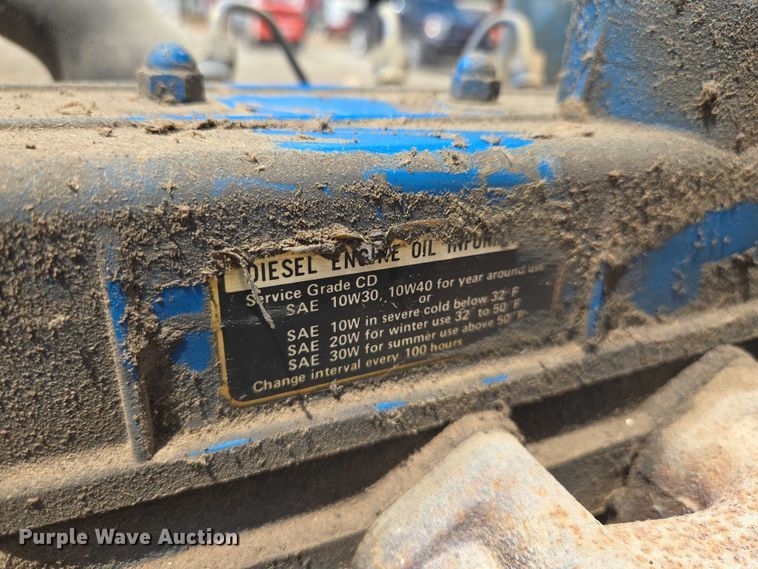 DIESEL ENGINE OIL
Service Grade CD
SAE 10W30, 10W40 for year around use
or
SAE 10W in severe cold below 32°F
SAE 20W for winter use 32° to 50°F
SAE 30W for summer use above 50°F
Change interval every 100 hours
Purple Wave Auction